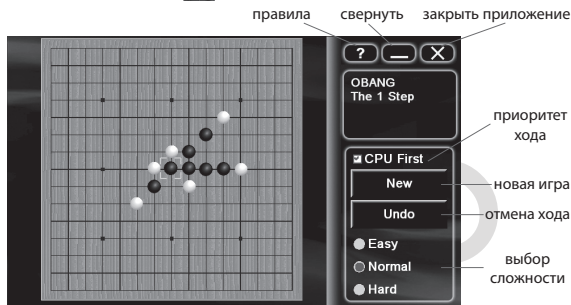 правила свернуть закрыть приложение
?
OBANG
The 1 Step
приоритет
хода
CPU First
New
новая игра
Undo
отмена хода
Easy
Normal
Hard
выбор
сложности